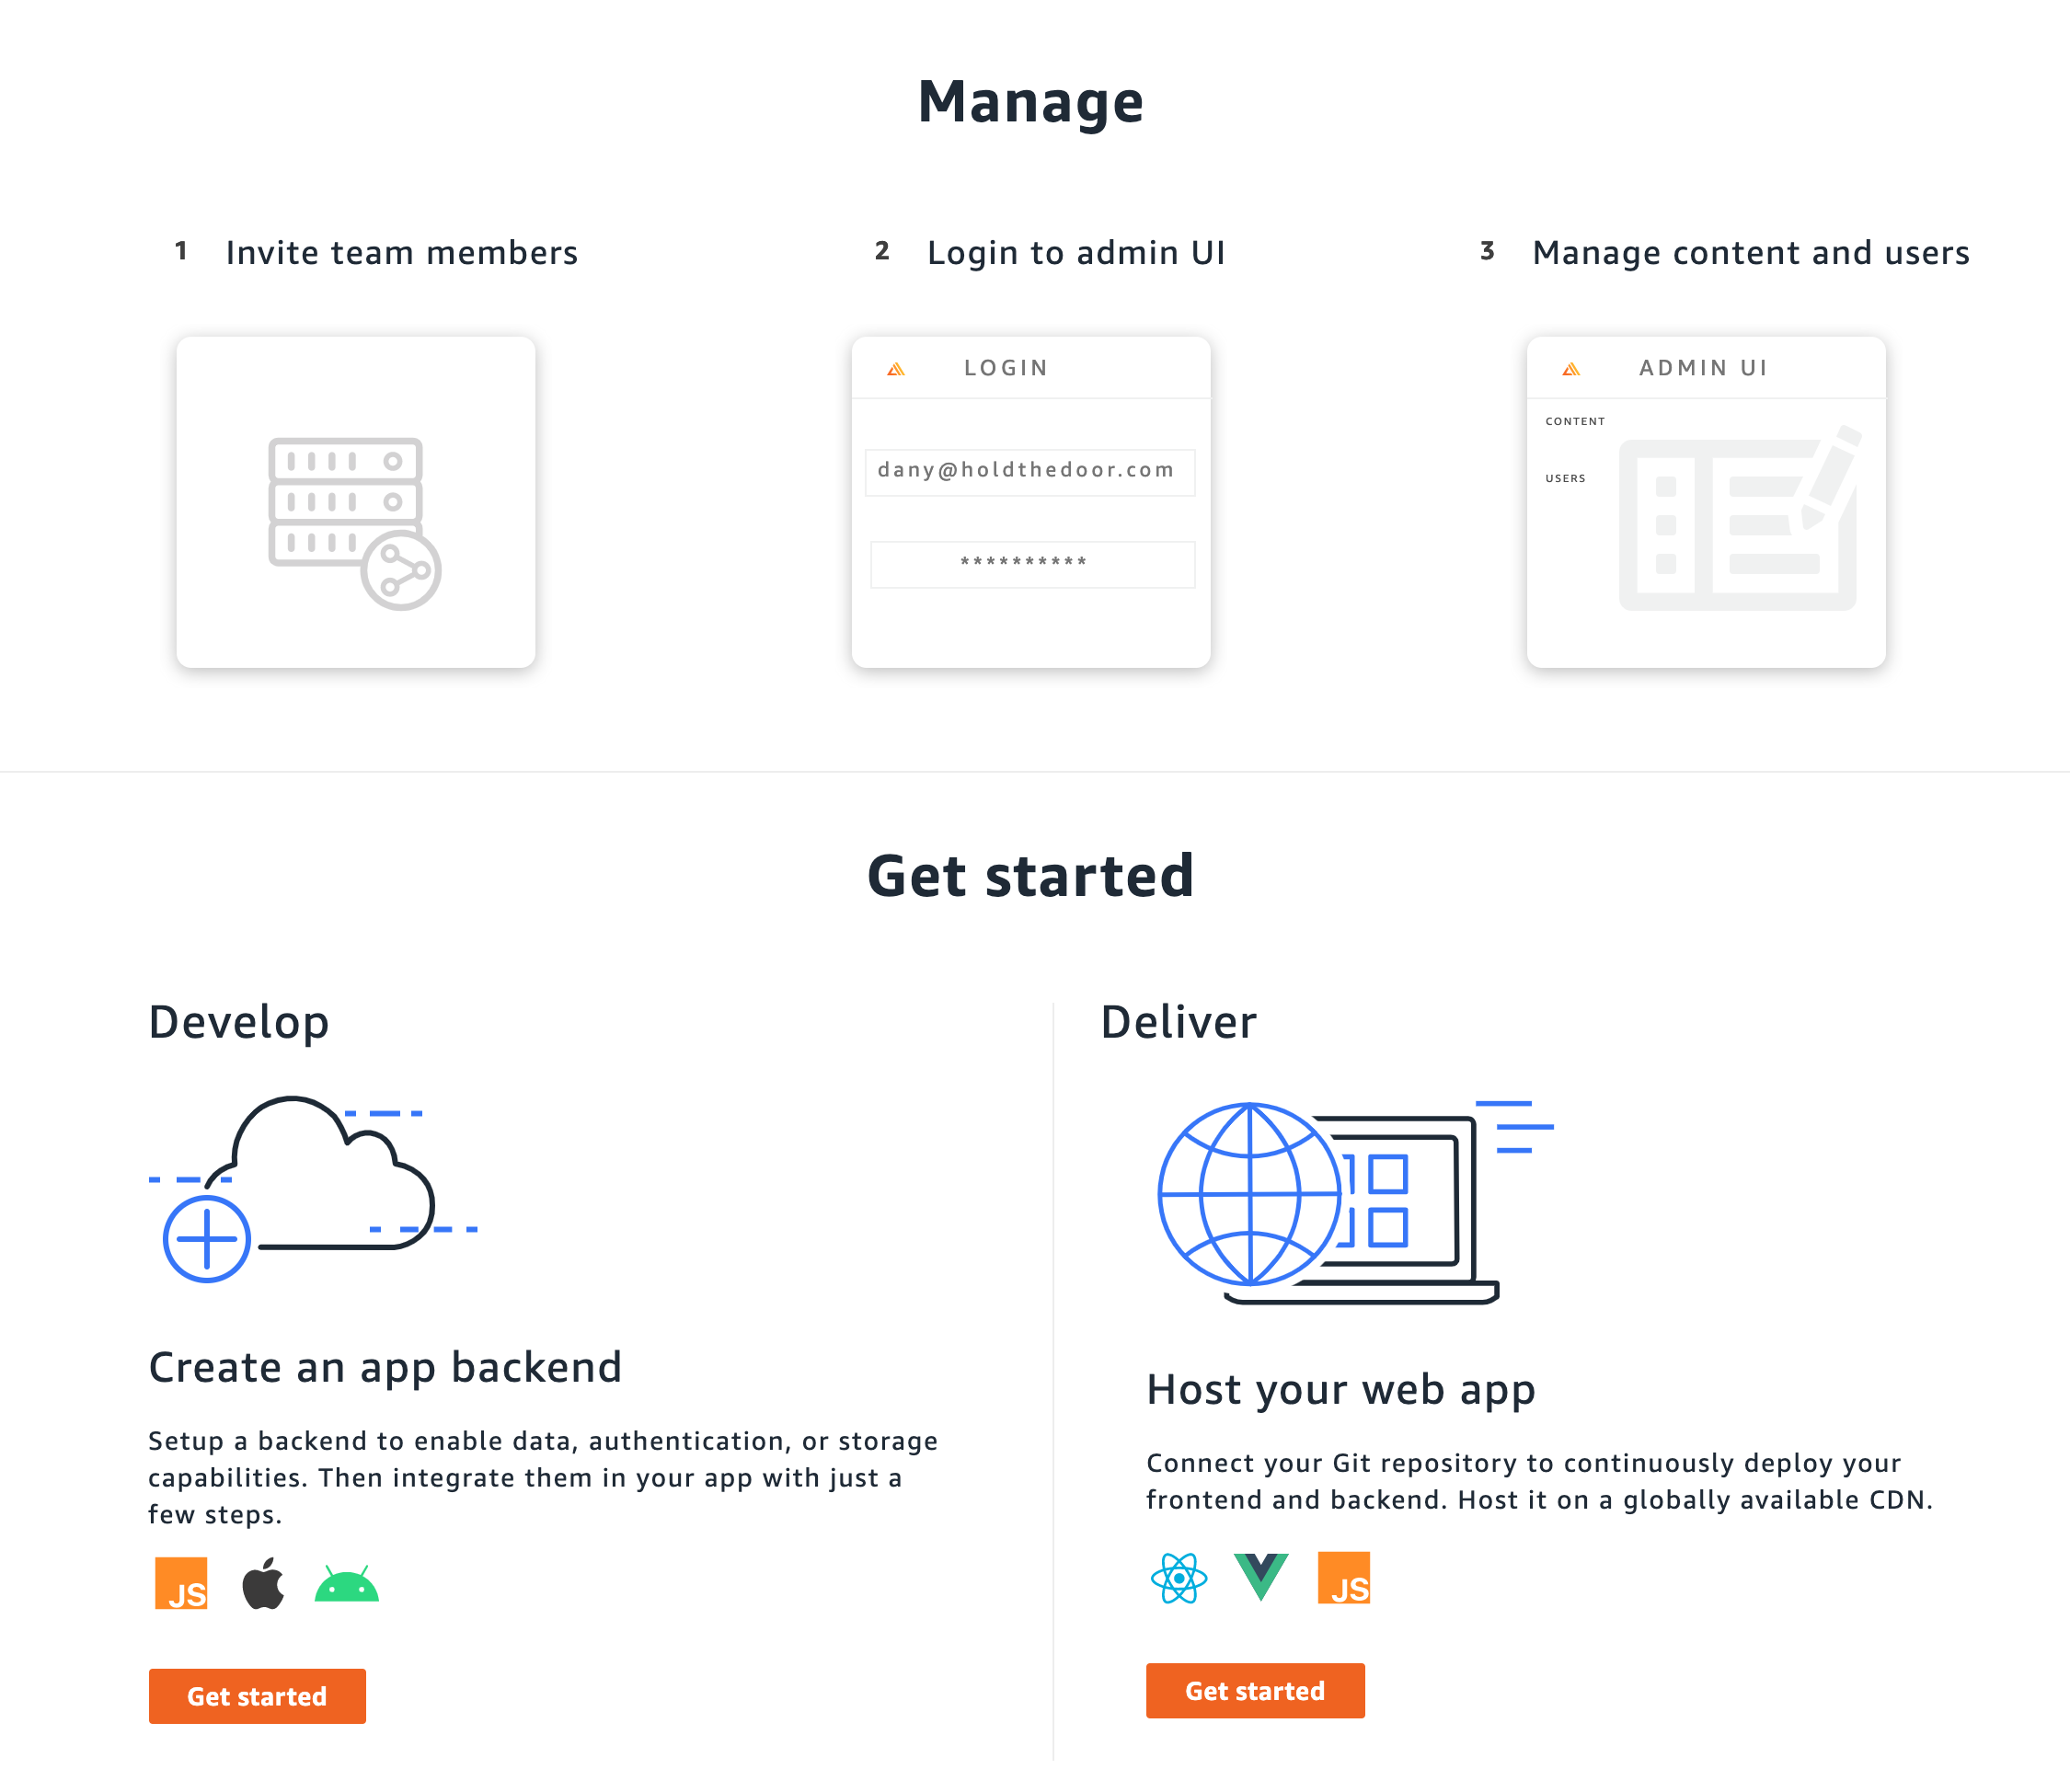 Manage
1 Invite team members
2 Login to admin UI
3 Manage content and users
LOGIN
dany@holdthedoor.com
**********
ADMIN UI
CONTENT
USERS
Get started
Develop
Create an app backend
Setup a backend to enable data, authentication, or storage
capabilities. Then integrate them in your app with just a
few steps.
JS
Get started
Deliver
Host your web app
Connect your Git repository to continuously deploy your
frontend and backend. Host it on a globally available CDN.
JS
Get started